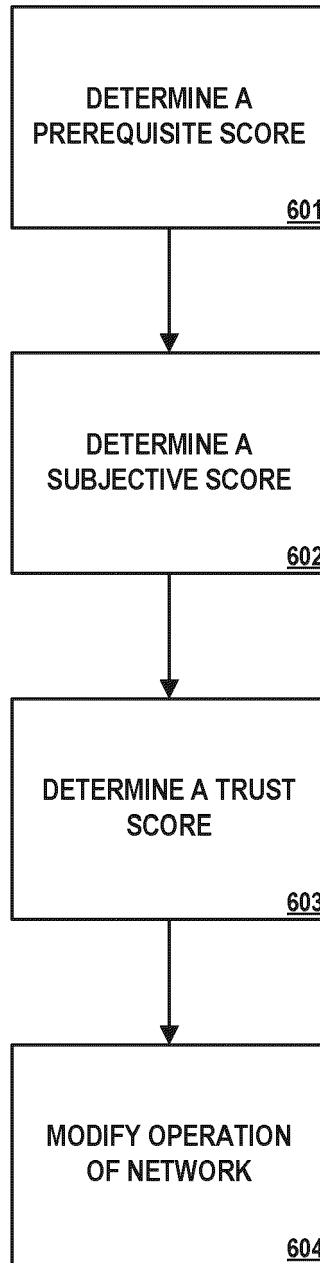 DETERMINE A
PREREQUISITE SCORE
601
DETERMINE A
SUBJECTIVE SCORE
602
DETERMINE A TRUST
SCORE
603
MODIFY OPERATION
OF NETWORK
604